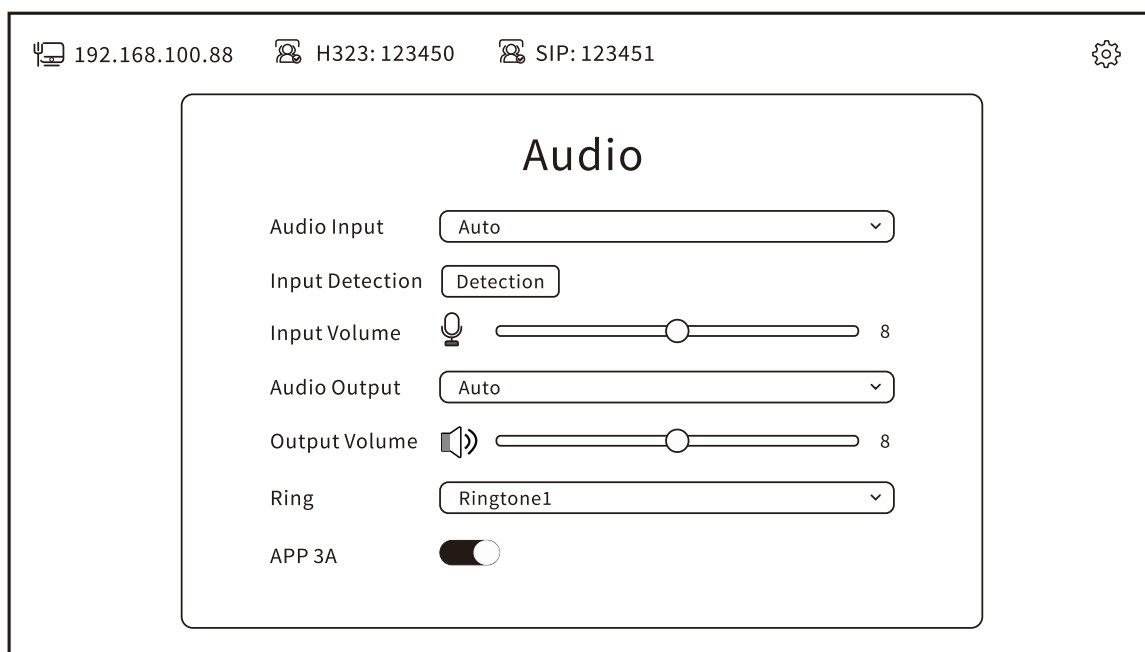 192.168.100.88 H323: 123450 SIP: 123451
Audio
Audio Input Auto
Input Detection Detection
Input Volume 8
Audio Output Auto
Output Volume 8
Ring Ringtone1
APP 3A